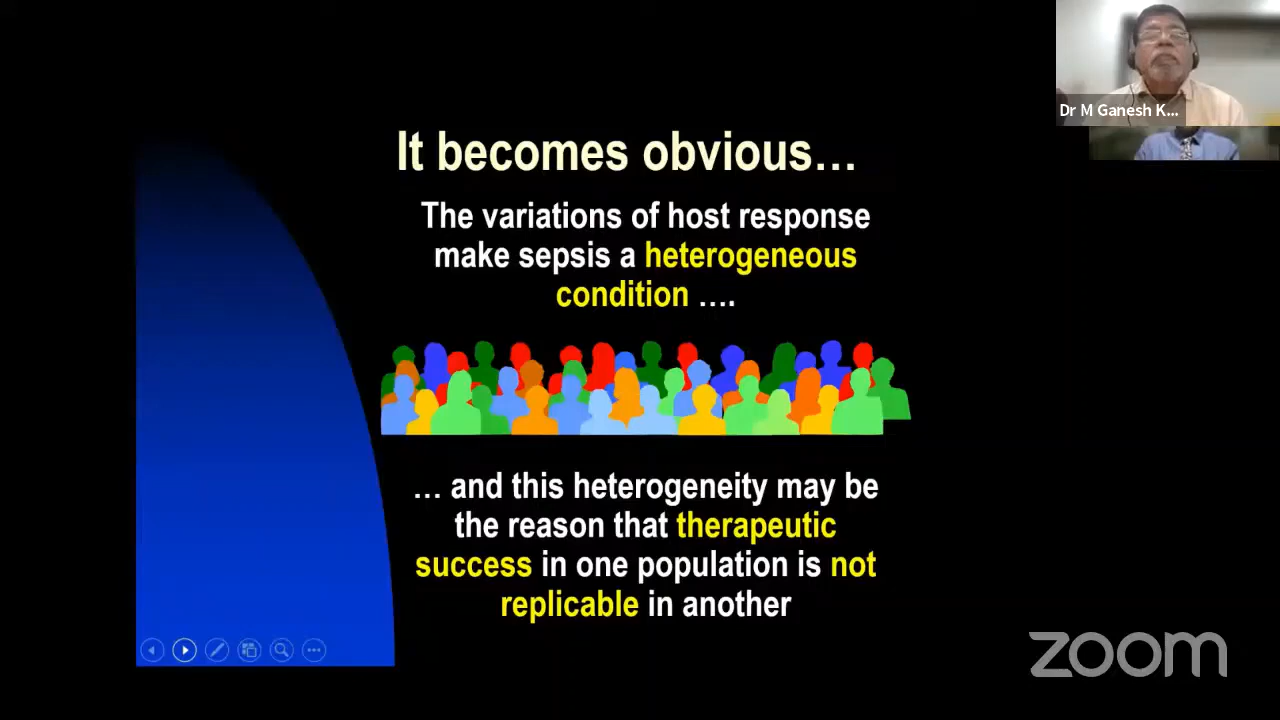 Dr M Ganesh K...
It becomes obvious...
The variations of host response
make sepsis a heterogeneous
condition ....
... and this heterogeneity may be
the reason that therapeutic
success in one population is not
replicable in another
zoom